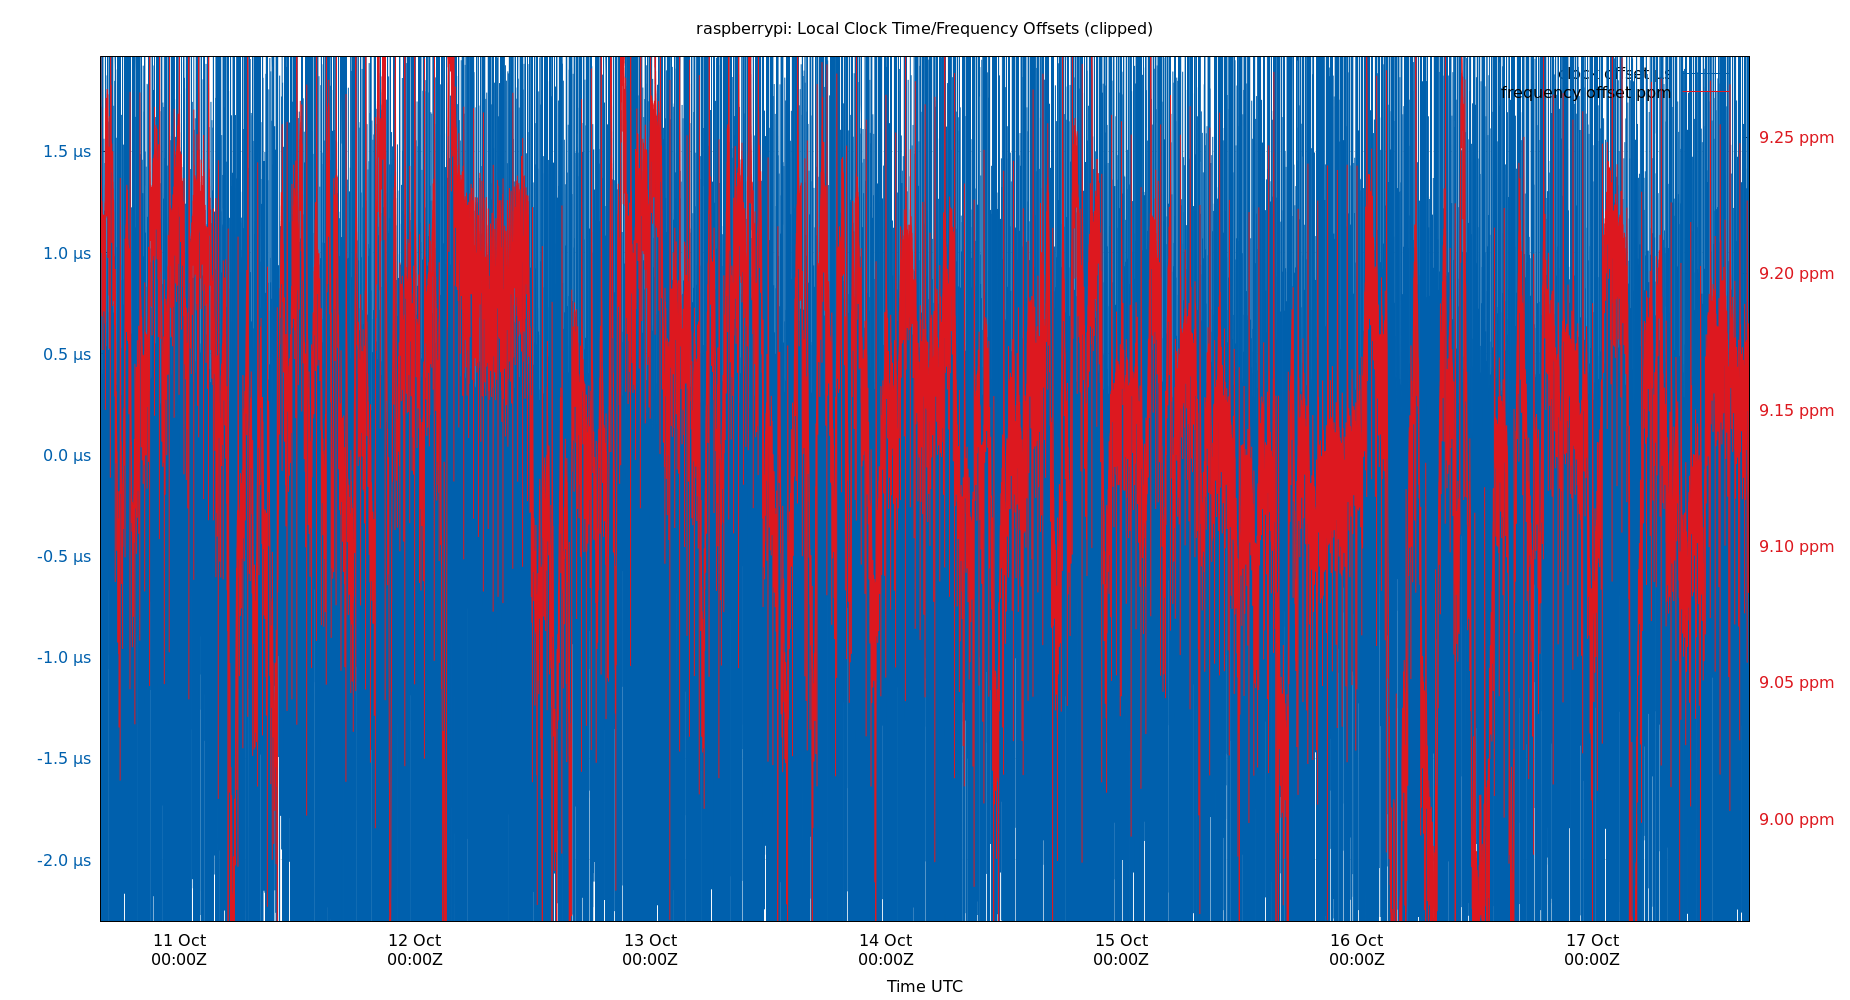 raspberrypi: Local Clock Time/Frequency Offsets (clipped)
clock offset µs
frequency offset ppm
1.5 µs
1.0 µs
0.5 µs
0.0 µs
-0.5 µs
-1.0 µs
-1.5 µs
-2.0 µs
9.25 ppm
9.20 ppm
9.15 ppm
9.10 ppm
9.05 ppm
9.00 ppm
11 Oct 12 Oct 13 Oct 14 Oct 15 Oct 16 Oct 17 Oct
00:00Z 00:00Z 00:00Z 00:00Z 00:00Z 00:00Z 00:00Z
Time UTC